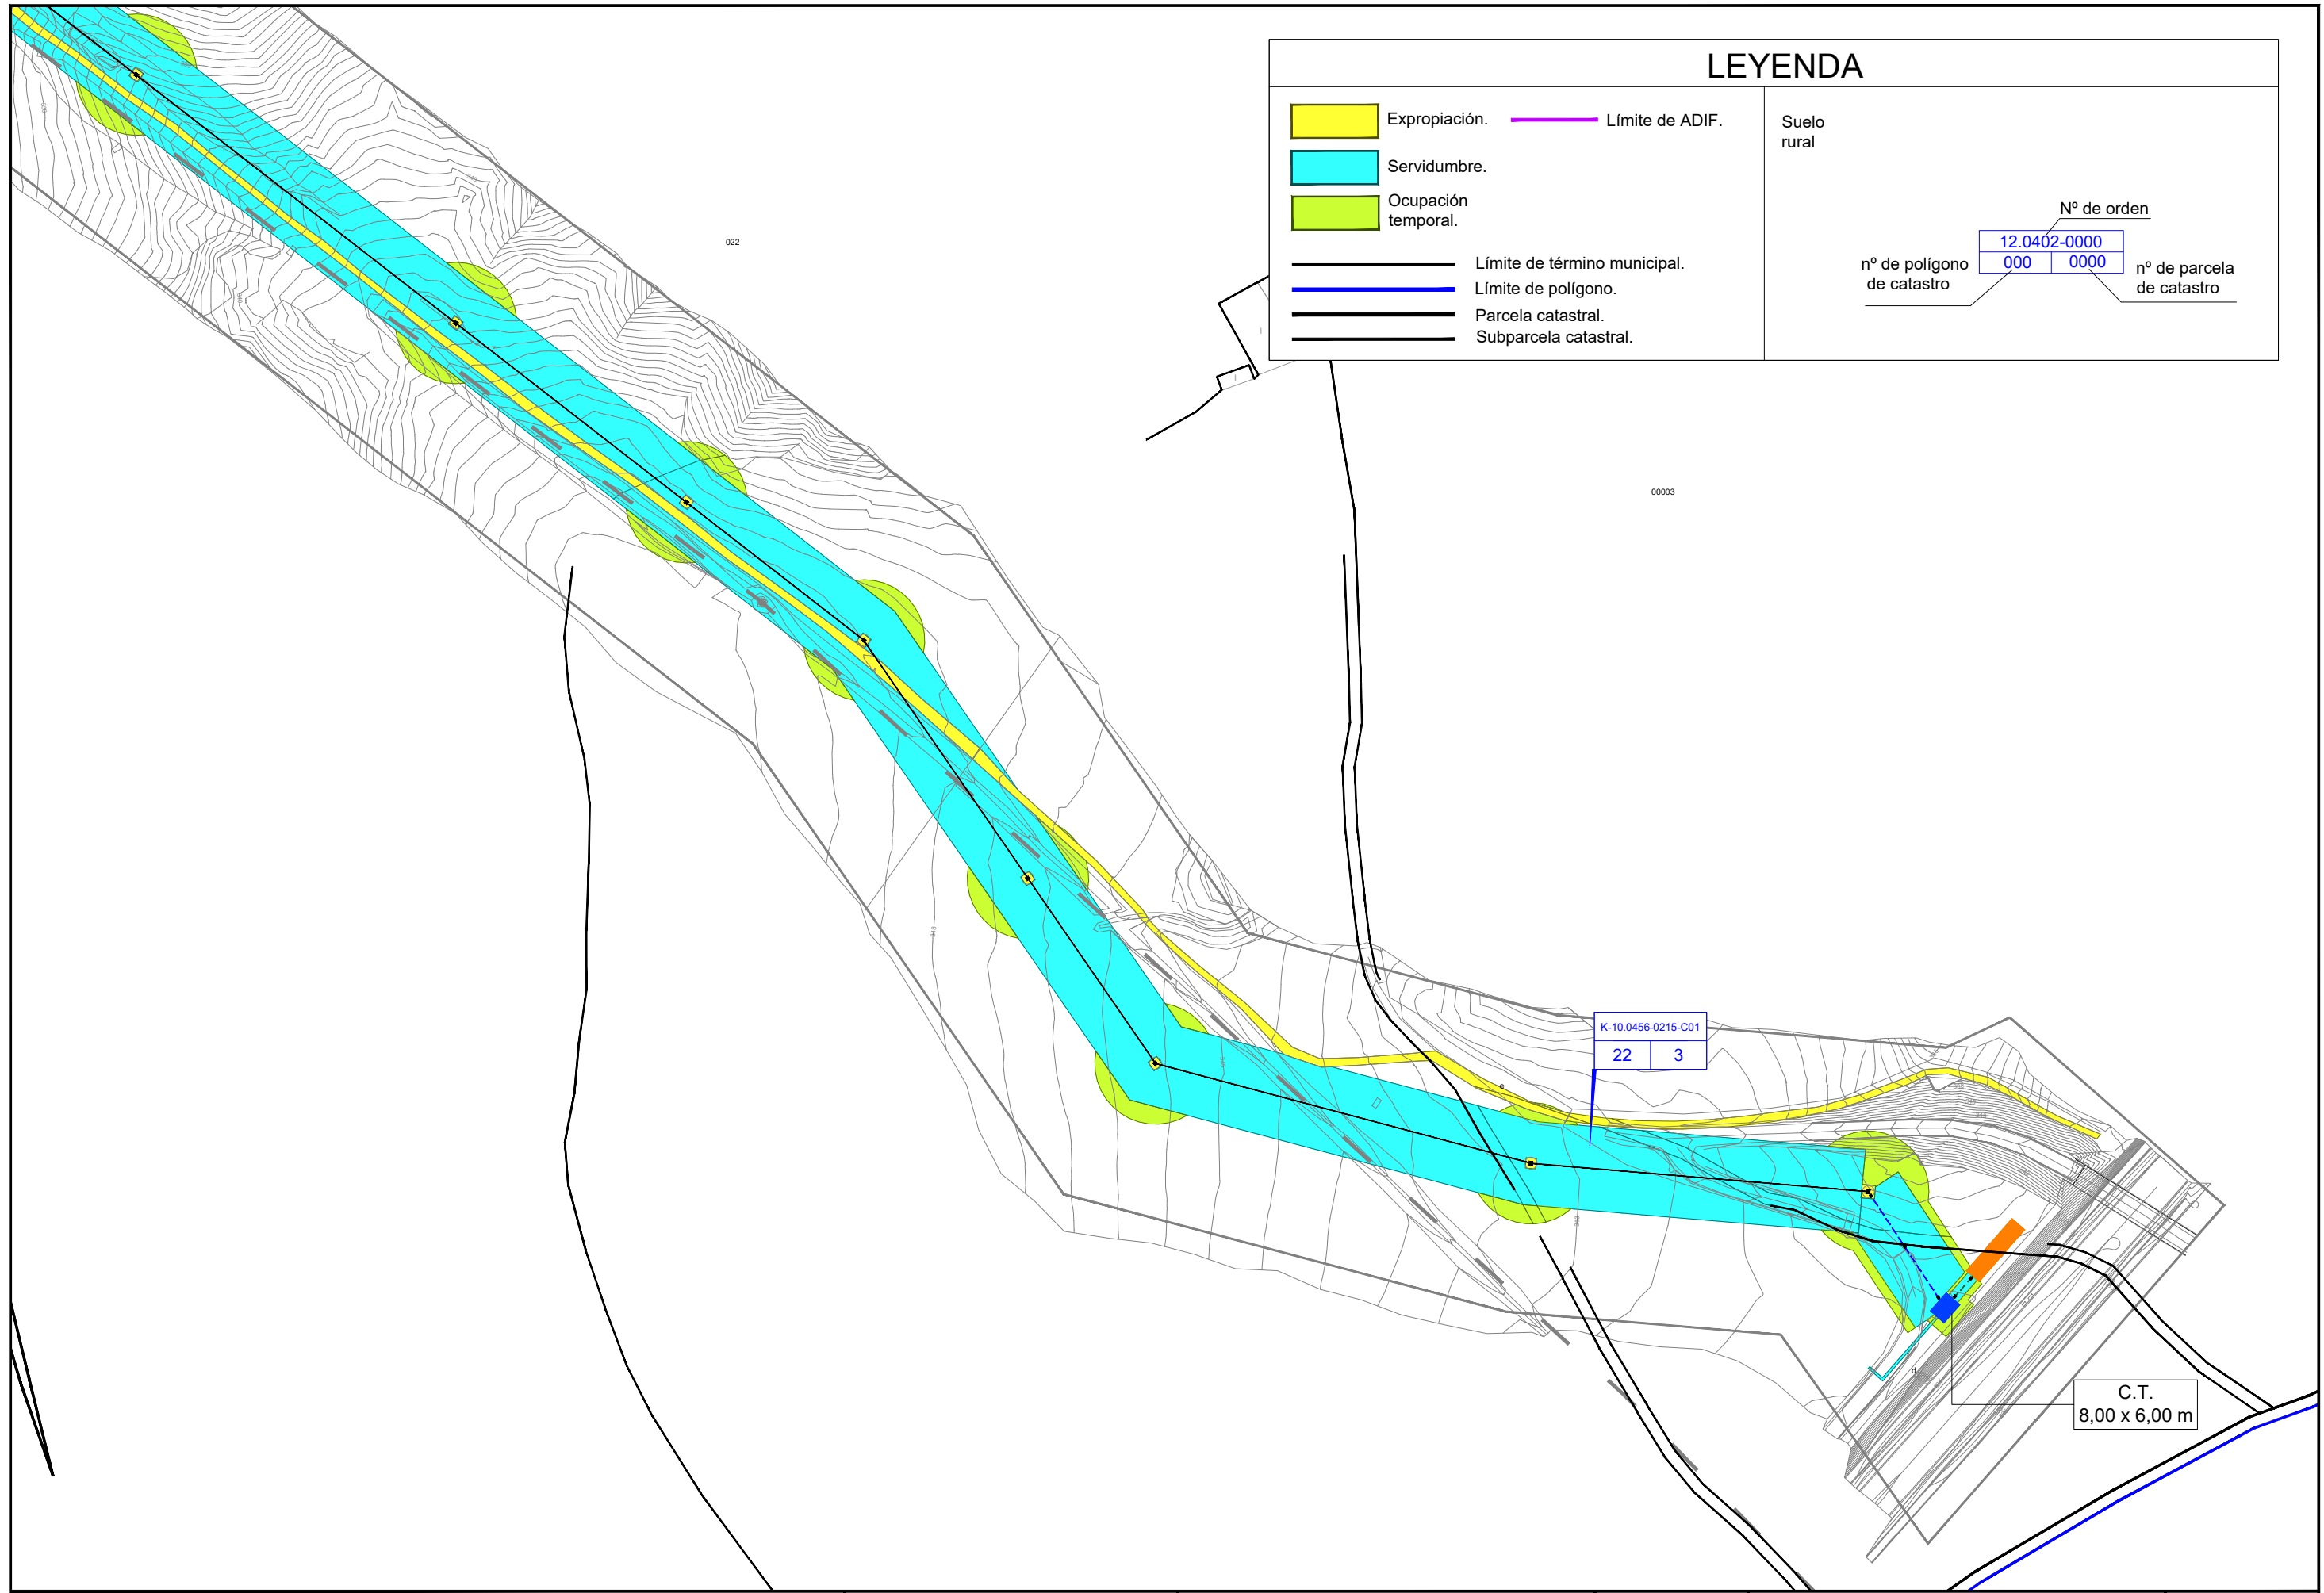 LEYENDA
Expropiación.
Límite de ADIF.
Servidumbre.
Ocupación
temporal.
Límite de término municipal.
Límite de polígono.
Parcela catastral.
Subparcela catastral.
Suelo
rural
Nº de orden
12.0402-0000
000 0000
nº de polígono
de catastro
nº de parcela
de catastro
022
00003
K-10.0456-0215-C01
22 3
e
d
C.T.
8,00 x 6,00 m